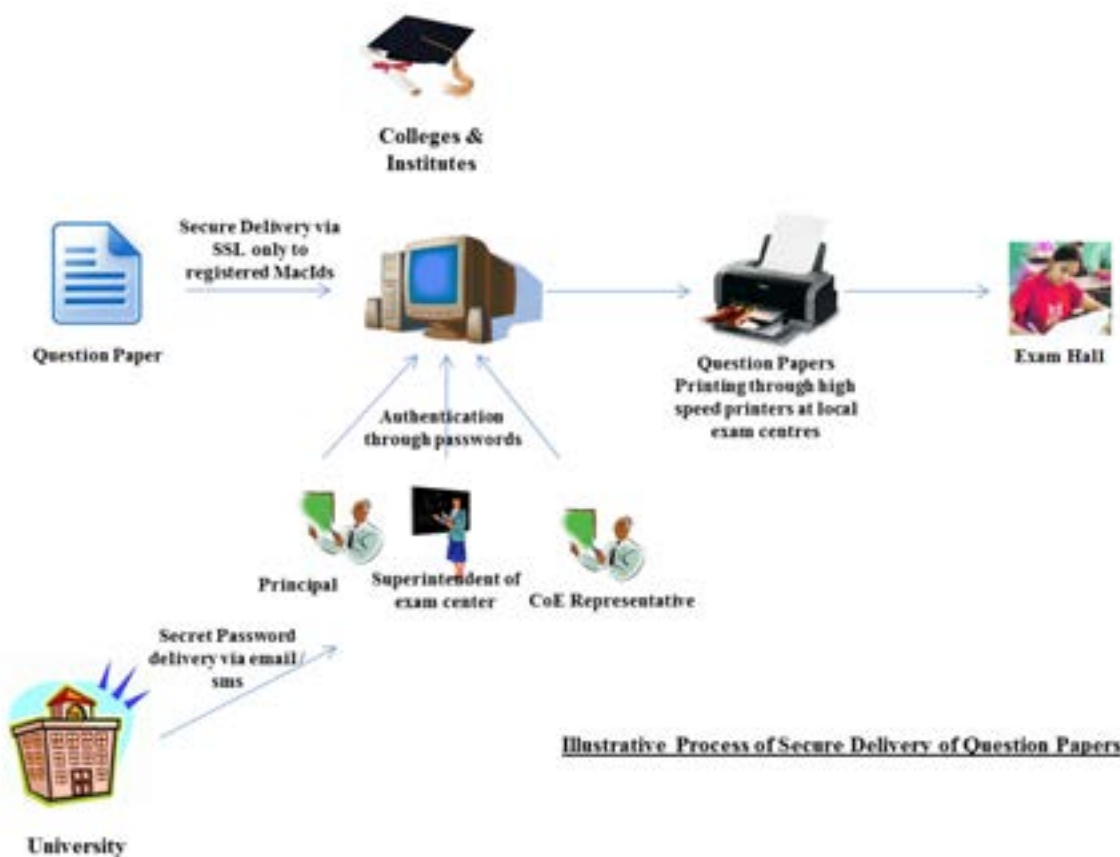 Colleges &
Institutes
Secure Delivery via
SSL only to
registered MacIds
Question Paper
Question Papers
Printing through high
speed printers at local
exam centres
Exam Hall
Authentication
through passwords
Principal
Superintendent of
exam center
CoE Representative
Secret Password
delivery via email /
sms
Illustrative Process of Secure Delivery of Question Papers
University